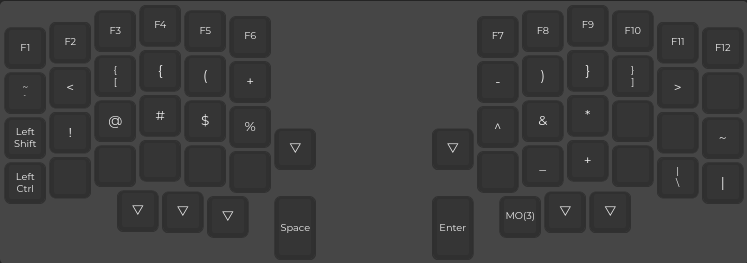 F1 F2 F3 F4 F5 F6 F7 F8 F9 F10 F11 F12
~
` < {
[ { ( + - ) } }
] >
Left
Shift ! @ # $ % ▽ ▽ ^ & * ~
Left
Ctrl _ + |
\ |
▽ ▽ ▽ Space Enter MO(3) ▽ ▽